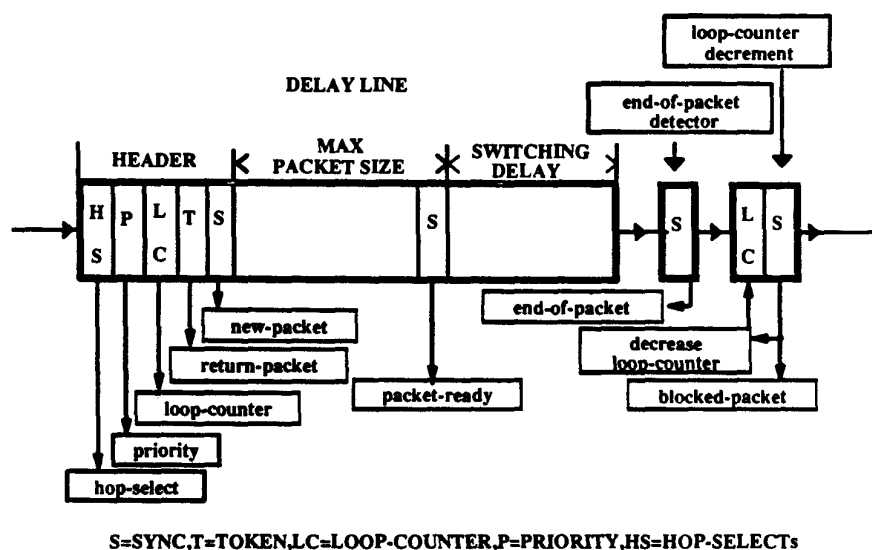 loop-counter
decrement
DELAY LINE
end-of-packet
detector
HEADER
MAX
PACKET SIZE
SWITCHING
DELAY
H
S
P
L
C
T
S
S
S
L
C
S
new-packet
return-packet
loop-counter
priority
hop-select
packet-ready
end-of-packet
decrease
loop-counter
blocked-packet
S=SYNC,T=TOKEN,LC=LOOP-COUNTER,P=PRIORITY,HS=HOP-SELECTs